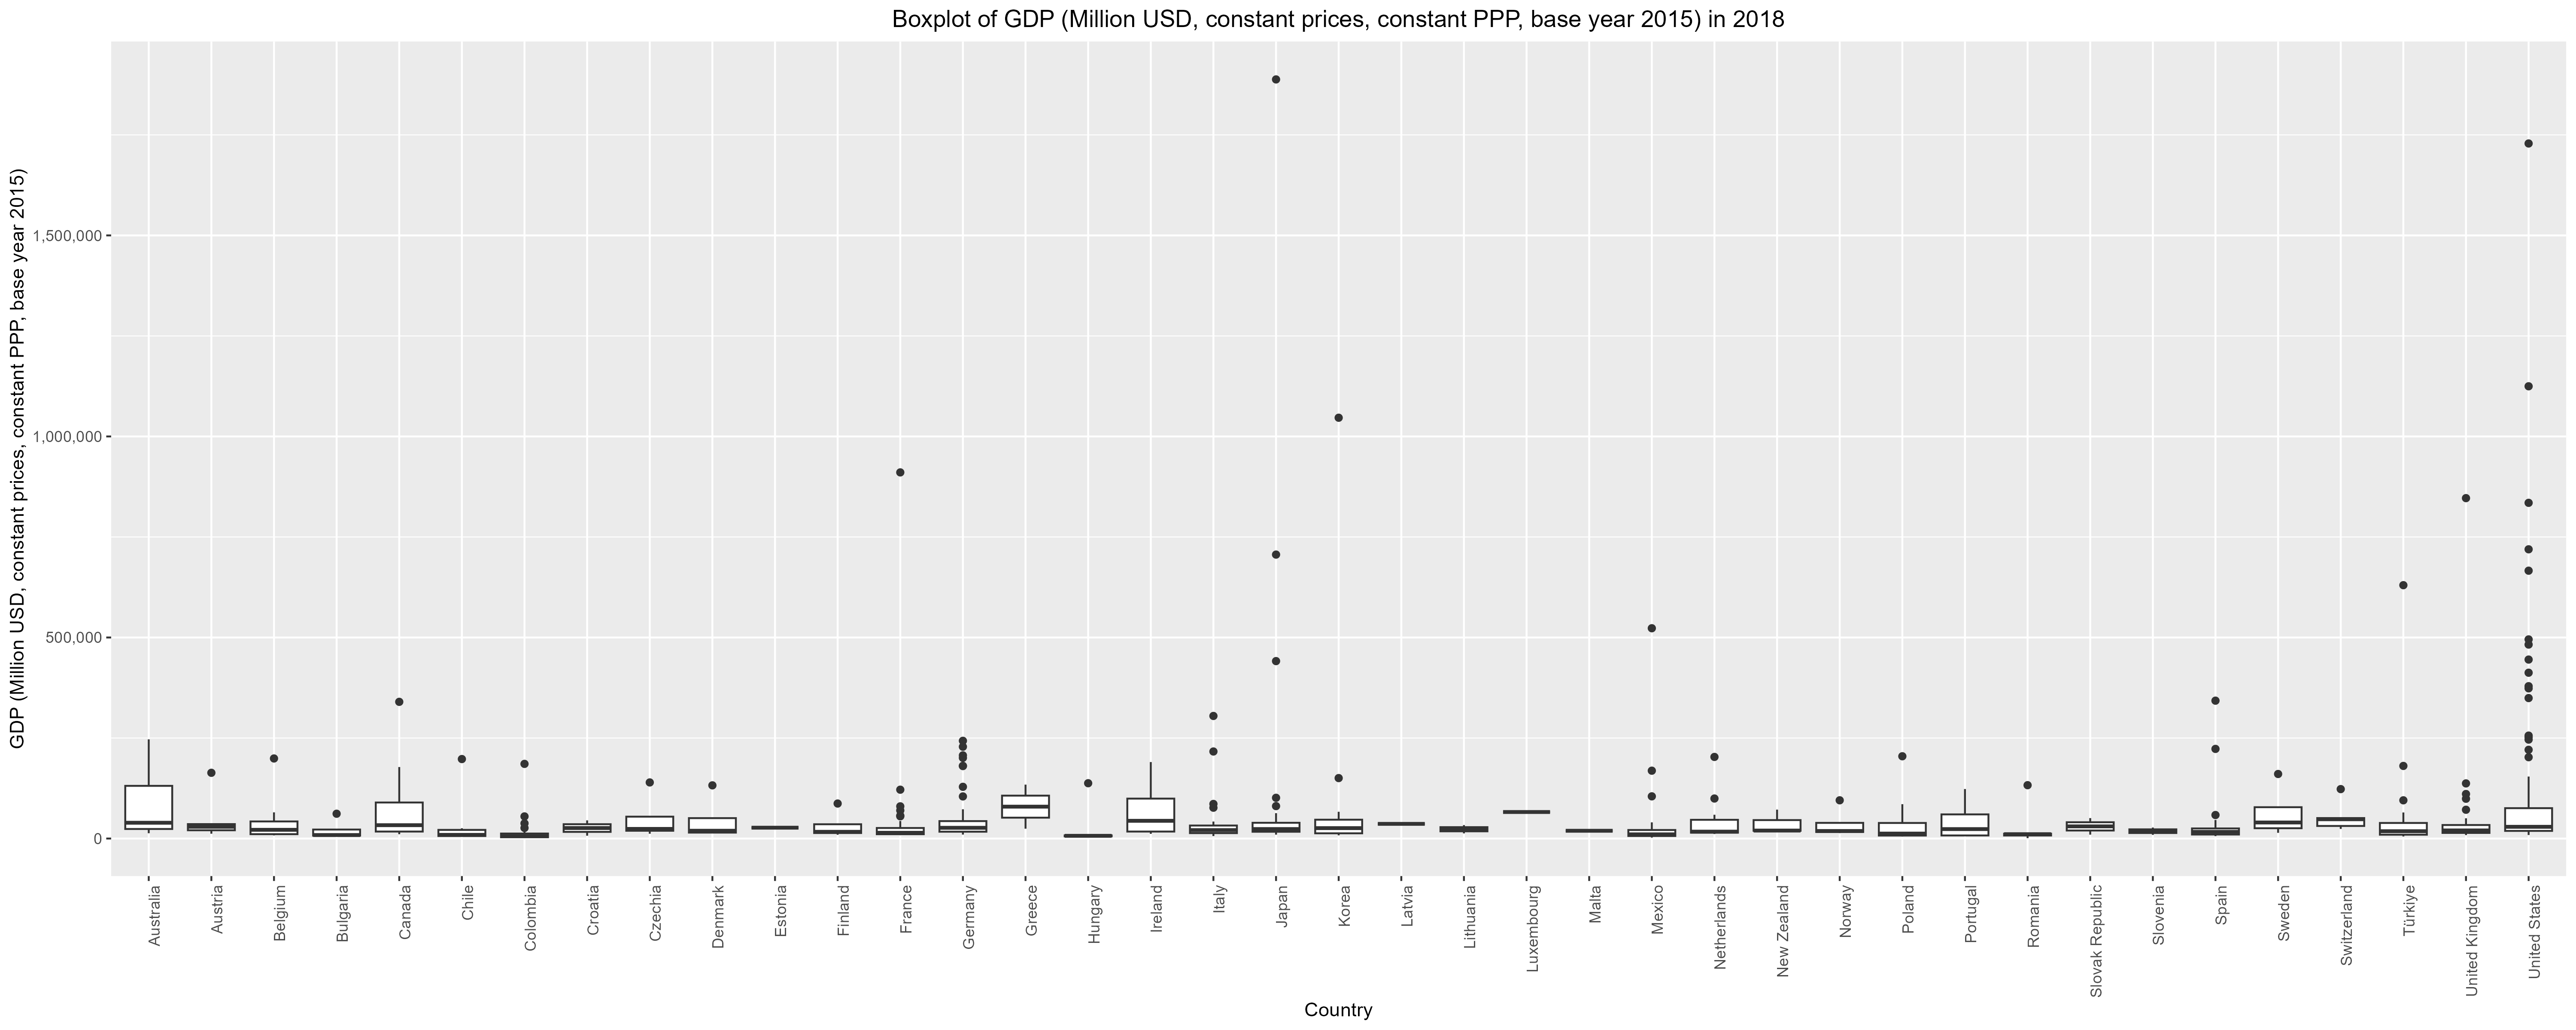 Boxplot of GDP (Million USD, constant prices, constant PPP, base year 2015) in 2018
GDP (Million USD, constant prices, constant PPP, base year 2015)
1,500,000
1,000,000
500,000
0
Australia
Austria
Belgium
Bulgaria
Canada
Chile
Colombia
Croatia
Czechia
Denmark
Estonia
Finland
France
Germany
Greece
Hungary
Ireland
Italy
Japan
Korea
Latvia
Lithuania
Luxembourg
Malta
Mexico
Netherlands
New Zealand
Norway
Poland
Portugal
Romania
Slovak Republic
Slovenia
Spain
Sweden
Switzerland
Türkiye
United Kingdom
United States
Country